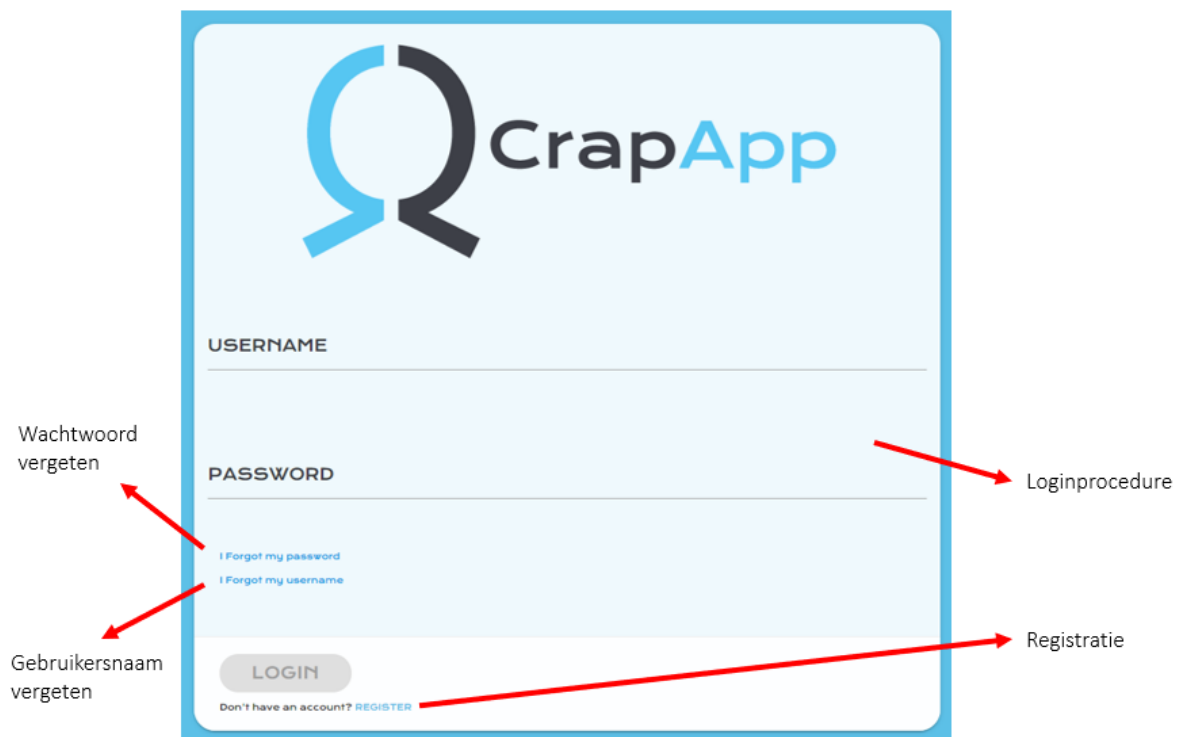 CrapApp
USERNAME
Wachtwoord
vergeten
PASSWORD
Loginprocedure
I Forgot my password
I Forgot my username
Gebruikersnaam
vergeten
Registratie
LOGIN
Don't have an account? REGISTER